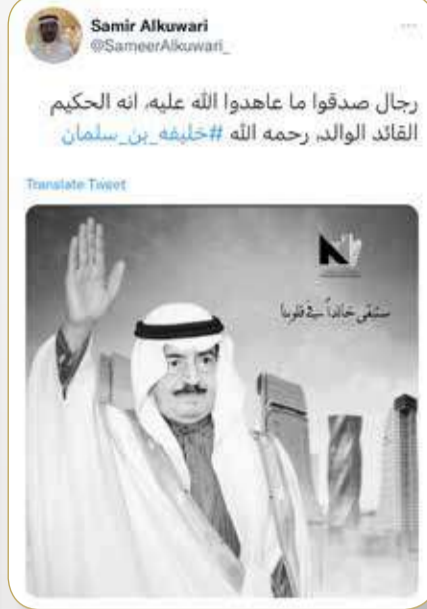 Samir Alkuwari
@SameerAlkuwari_
رجال صدقوا ما عاهدوا الله عليه، انه الحكيم
القائد الوالد، رحمه الله #خليفه_بن_سلمان
Translate Tweet
ستبقى خالداً في قلوبنا